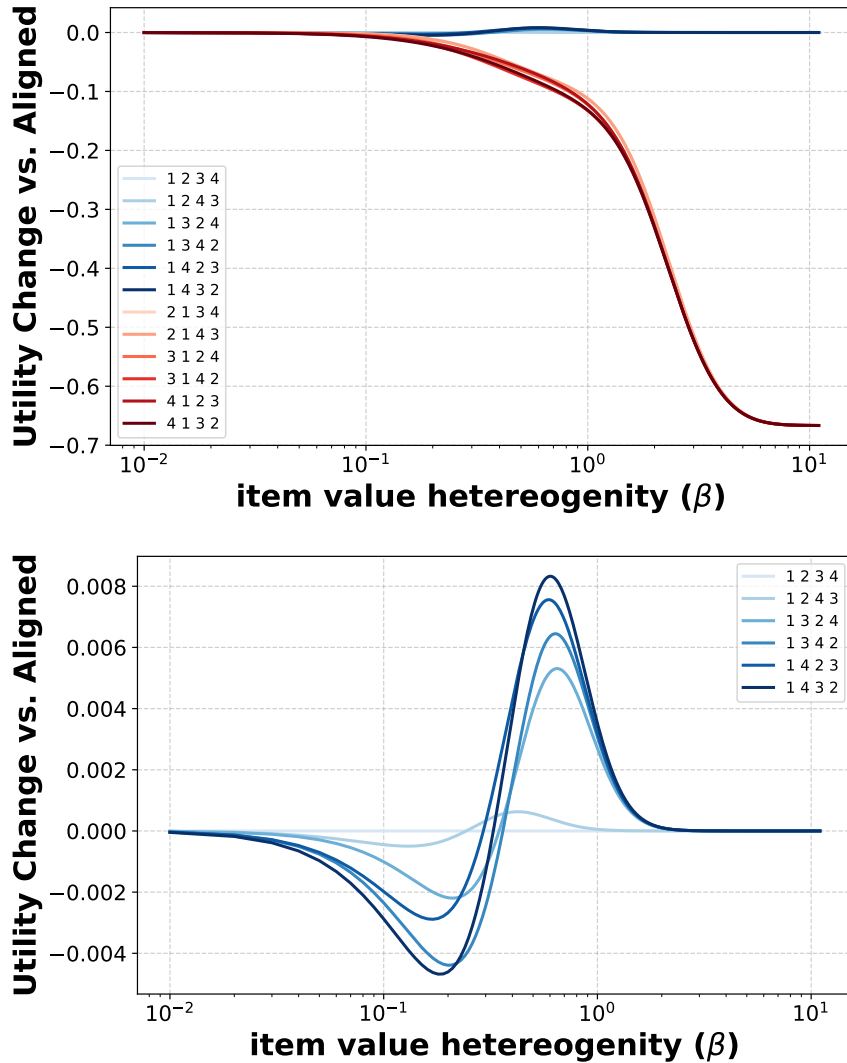 Utility Change vs. Aligned
0.0
−0.1
−0.2
−0.3
−0.4
−0.5
−0.6
−0.7
1 2 3 4
1 2 4 3
1 3 2 4
1 3 4 2
1 4 2 3
1 4 3 2
2 1 3 4
2 1 4 3
3 1 2 4
3 1 4 2
4 1 2 3
4 1 3 2
10⁻² 10⁻¹ 10⁰ 10¹
item value hetereogenity (β)
Utility Change vs. Aligned
0.008
0.006
0.004
0.002
0.000
−0.002
−0.004
1 2 3 4
1 2 4 3
1 3 2 4
1 3 4 2
1 4 2 3
1 4 3 2
10⁻² 10⁻¹ 10⁰ 10¹
item value hetereogenity (β)